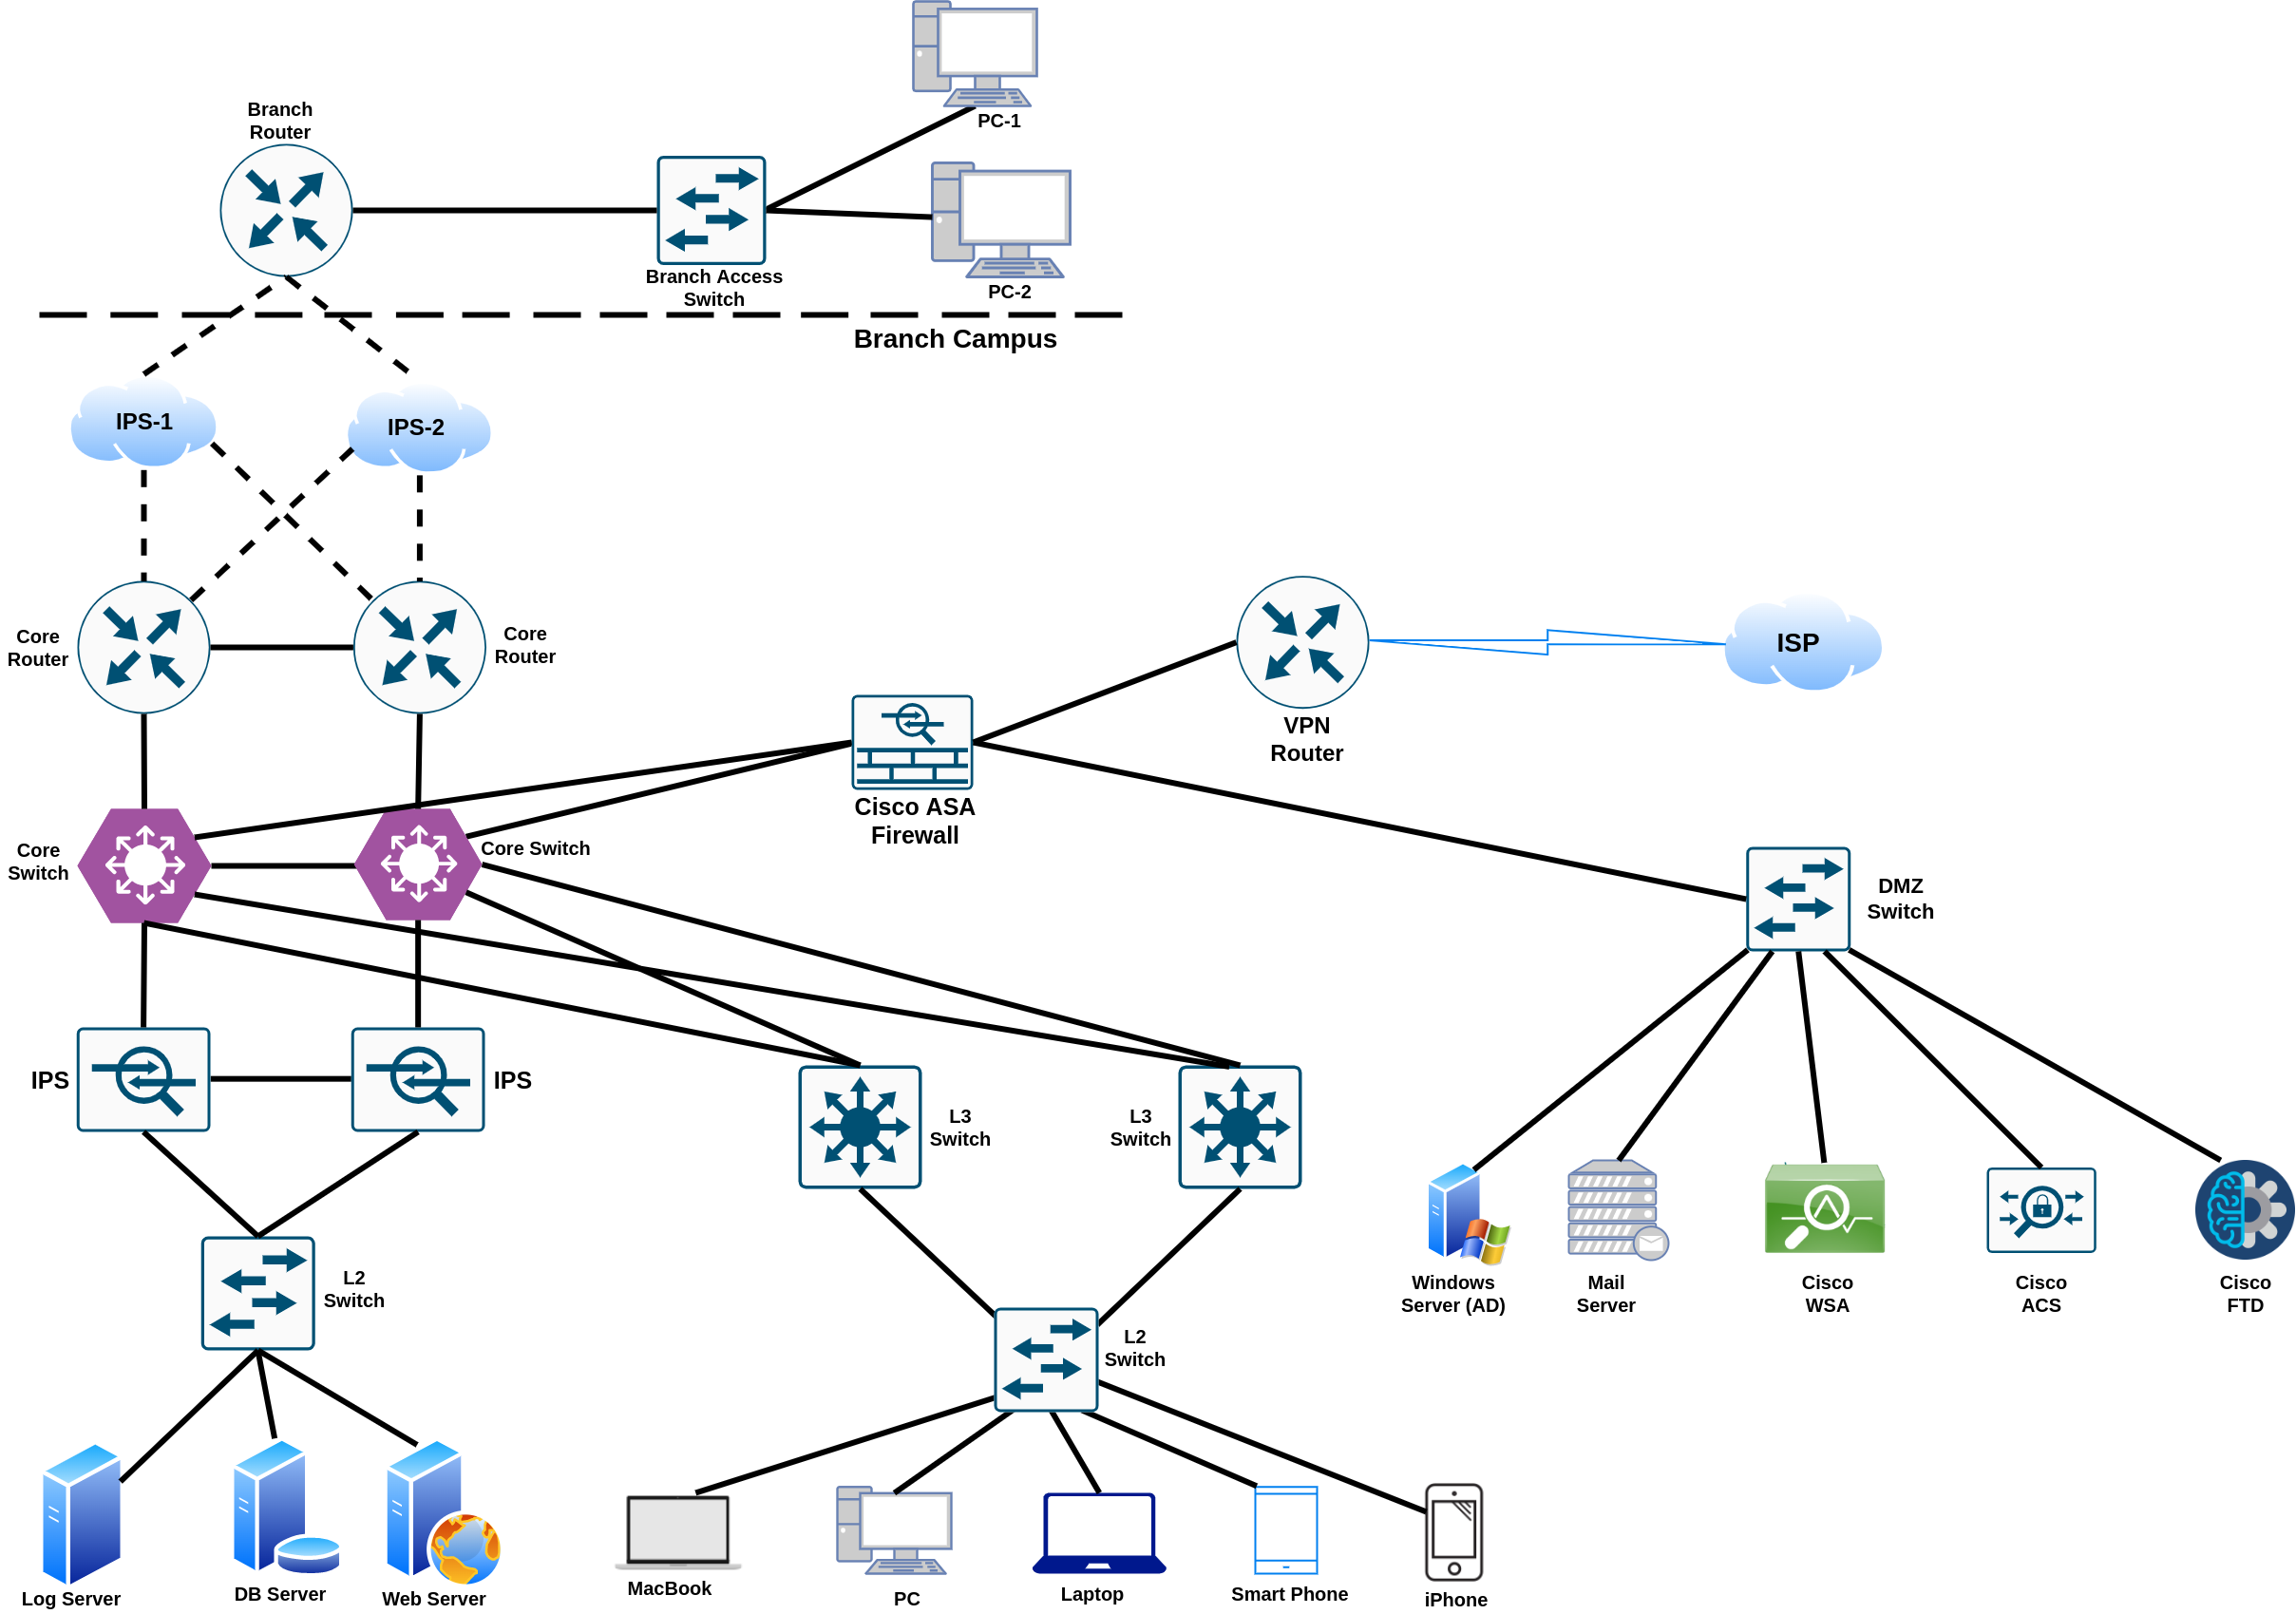 PC-1
Branch
Router
Branch Access
Switch
PC-2
Branch Campus
IPS-1
IPS-2
Core
Router
Core
Router
ISP
VPN
Router
Cisco ASA
Firewall
Core
Switch
Core Switch
DMZ
Switch
IPS
IPS
L3
Switch
L3
Switch
L2
Switch
Windows
Server (AD)
Mail
Server
Cisco
WSA
Cisco
ACS
Cisco
FTD
L2
Switch
Log Server
DB Server
Web Server
MacBook
PC
Laptop
Smart Phone
iPhone